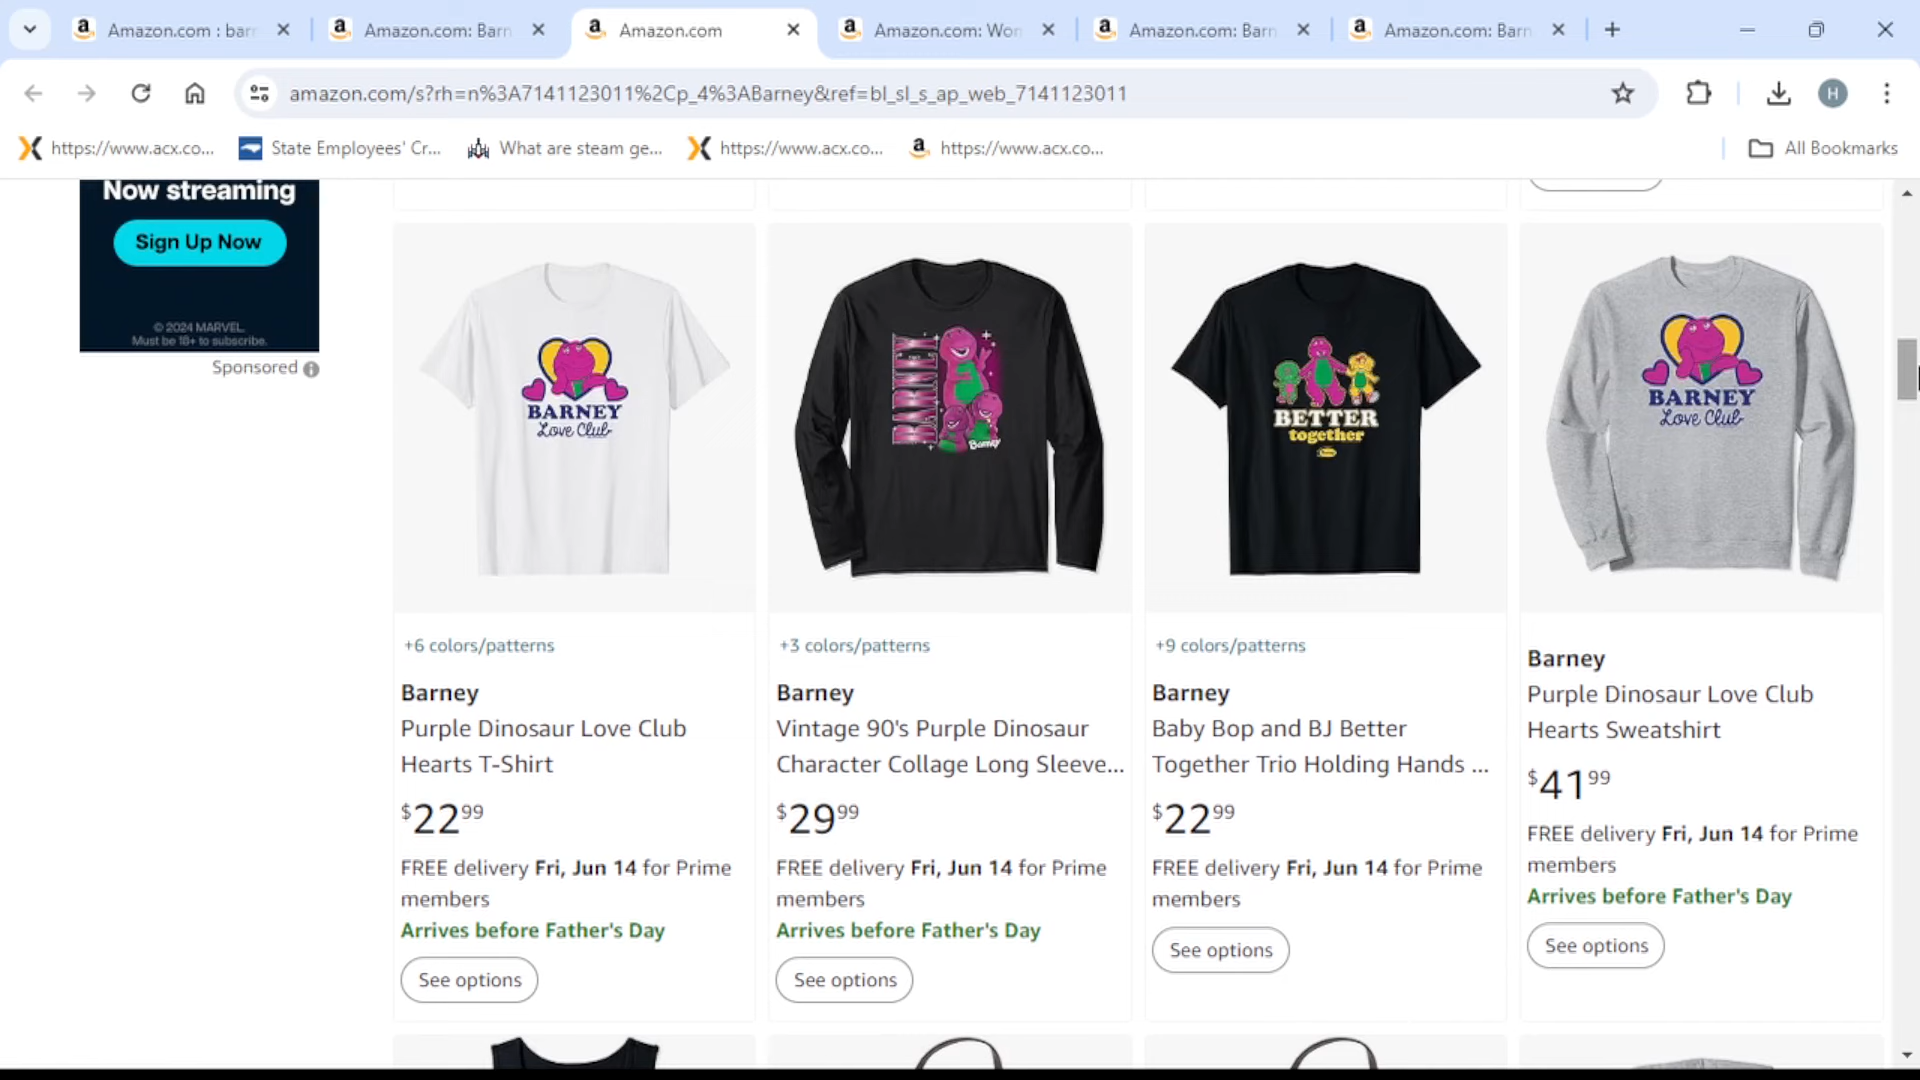 Amazon.com : bar
Amazon.com: Barn
Amazon.com
Amazon.com: Won
Amazon.com: Barn
Amazon.com: Barn
amazon.com/s?rh=n%3A7141123011%2Cp_4%3ABarney&ref=bl_sl_s_ap_web_7141123011
H
https://www.acx.co...
State Employees' Cr...
What are steam ge...
https://www.acx.co...
https://www.acx.co...
All Bookmarks
Now streaming
Sign Up Now
© 2024 MARVEL.
Must be 18+ to subscribe.
Sponsored
BARNEY
Love Club
BARNEY
Barney
BETTER
together
BARNEY
Love Club
+6 colors/patterns
Barney
Purple Dinosaur Love Club
Hearts T-Shirt
$22 99
FREE delivery Fri, Jun 14 for Prime
members
Arrives before Father's Day
See options
+3 colors/patterns
Barney
Vintage 90's Purple Dinosaur
Character Collage Long Sleeve...
$29 99
FREE delivery Fri, Jun 14 for Prime
members
Arrives before Father's Day
See options
+9 colors/patterns
Barney
Baby Bop and BJ Better
Together Trio Holding Hands ...
$22 99
FREE delivery Fri, Jun 14 for Prime
members
See options
Barney
Purple Dinosaur Love Club
Hearts Sweatshirt
$41 99
FREE delivery Fri, Jun 14 for Prime
members
Arrives before Father's Day
See options